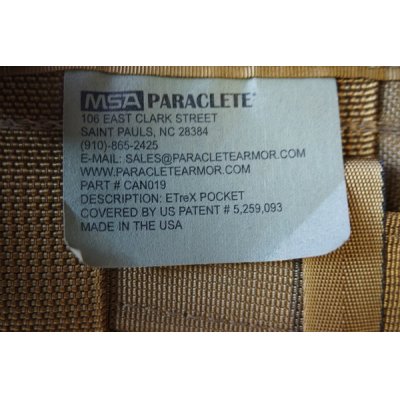 MSA PARACLETE
106 EAST CLARK STREET
SAINT PAULS, NC 28384
(910)-865-2425
E-MAIL: SALES@PARACLETEARMOR.COM
WWW.PARACLETEARMOR.COM
PART # CAN019
DESCRIPTION: ETreX POCKET
COVERED BY US PATENT # 5,259,093
MADE IN THE USA